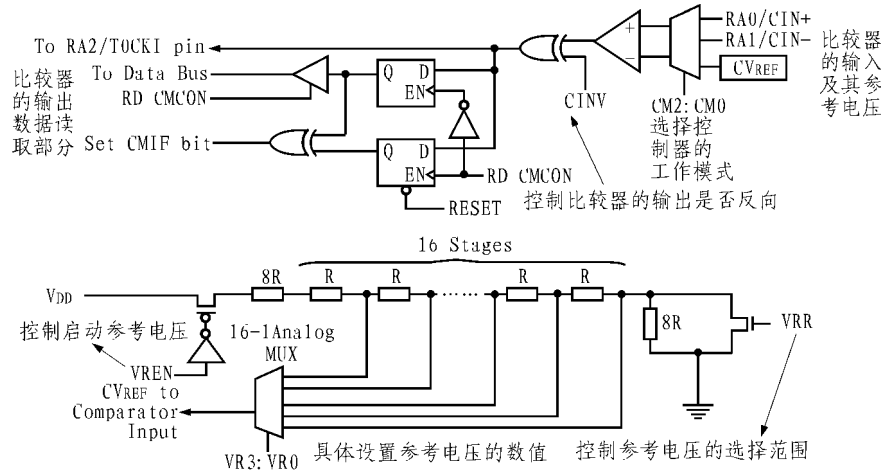 To RA2/T0CKI pin
To Data Bus
RD CMCON
Set CMIF bit
比较器
的输出
数据读
取部分
Q D
EN
Q D
EN
RD CMCON
RESET
CINV
+
−
RA0/CIN+
RA1/CIN-
CVREF
比较器
的输入
及其参
考电压
CM2:CM0
选择控
制器的
工作模式
控制比较器的输出是否反向
16 Stages
8R R R ...... R R
VDD
8R
VRR
控制启动参考电压
16-1Analog
MUX
VREN
CVREF to
Comparator
Input
VR3:VR0
具体设置参考电压的数值
控制参考电压的选择范围